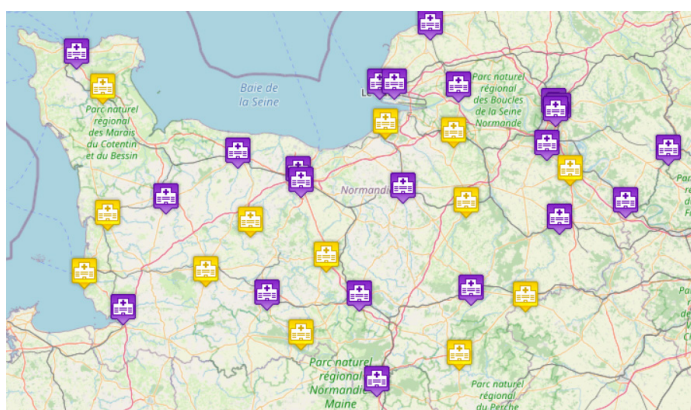 Baie de
la Seine
Parc naturel
régional
des Boucles
de la Seine
Normande
Parc naturel
régional
des Marais
du Cotentin
et du Bessin
Normandie
Parc naturel
régional
Normandie
Maine
Parc naturel
régional
du Perche